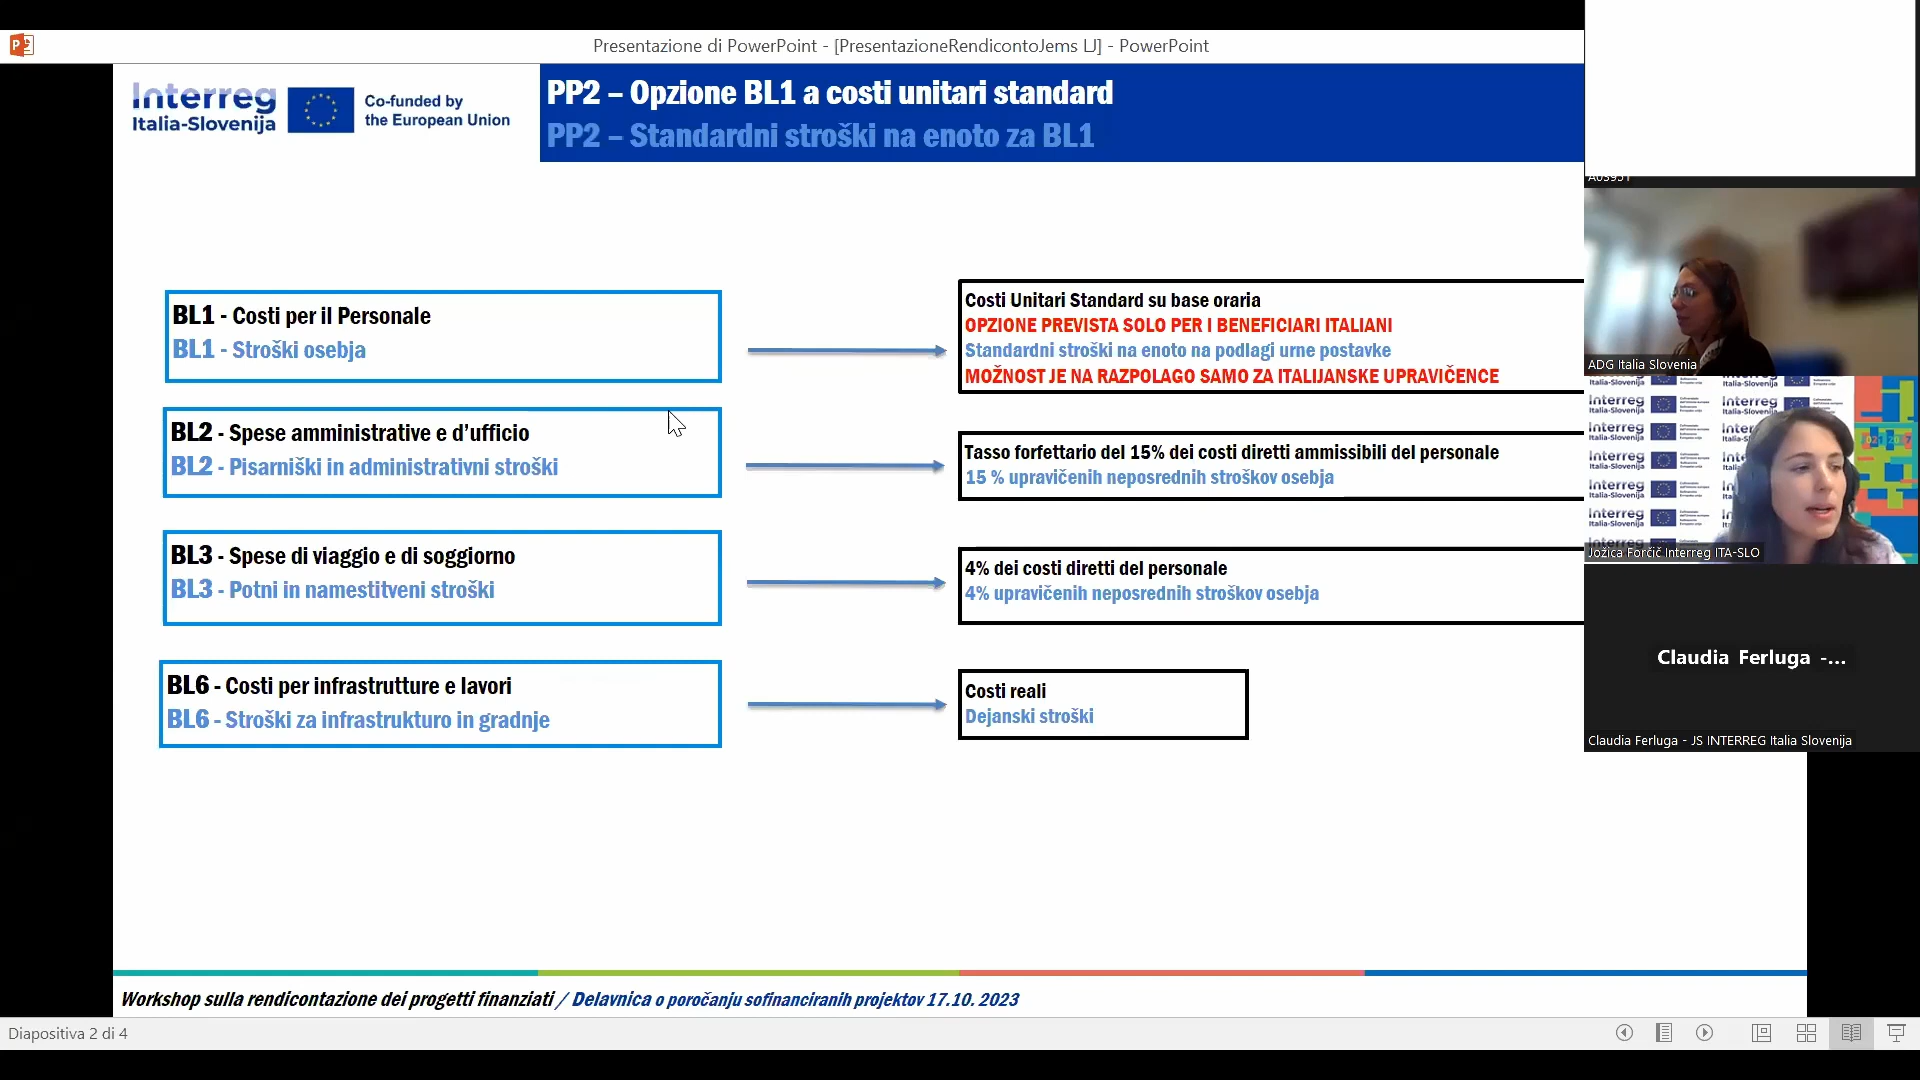 Presentazione di PowerPoint - [PresentazioneRendicontoJems LJ] - PowerPoint
Interreg
Italia-Slovenija
Co-funded by
the European Union
PP2 – Opzione BL1 a costi unitari standard
PP2 – Standardni stroški na enoto za BL1
BL1 - Costi per il Personale
BL1 - Stroški osebja
Costi Unitari Standard su base oraria
OPZIONE PREVISTA SOLO PER I BENEFICIARI ITALIANI
Standardni stroški na enoto na podlagi urne postavke
MOŽNOST JE NA RAZPOLAGO SAMO ZA ITALIJANSKE UPRAVIČENCE
BL2 - Spese amministrative e d’ufficio
BL2 - Pisarniški in administrativni stroški
Tasso forfettario del 15% dei costi diretti ammissibili del personale
15 % upravičenih neposrednih stroškov osebja
BL3 - Spese di viaggio e di soggiorno
BL3 - Potni in namestitveni stroški
4% dei costi diretti del personale
4% upravičenih neposrednih stroškov osebja
BL6 - Costi per infrastrutture e lavori
BL6 - Stroški za infrastrukturo in gradnje
Costi reali
Dejanski stroški
Workshop sulla rendicontazione dei progetti finanziati / Delavnica o poročanju sofinanciranih projektov 17.10. 2023
Diapositiva 2 di 4
ADG Italia Slovenia
Interreg
Italia-Slovenija
Jožica Forčič Interreg ITA-SLO
Claudia Ferluga -...
Claudia Ferluga - JS INTERREG Italia Slovenija